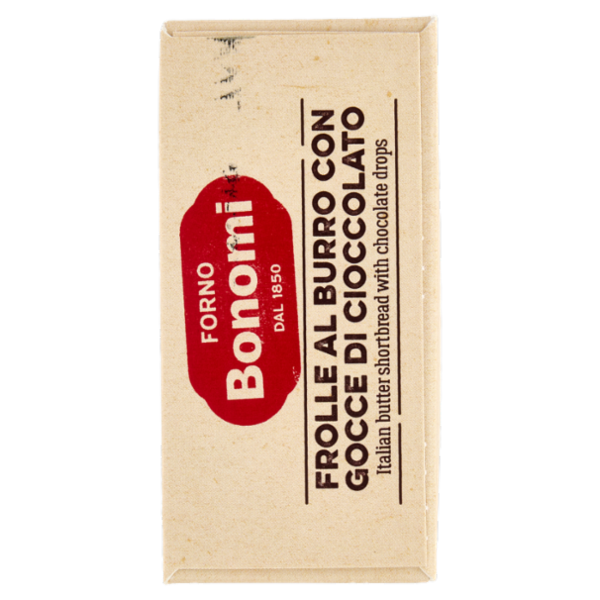 FORNO
Bonomi
DAL 1850
FROLLE AL BURRO CON
GOCCE DI CIOCCOLATO
Italian butter shortbread with chocolate drops